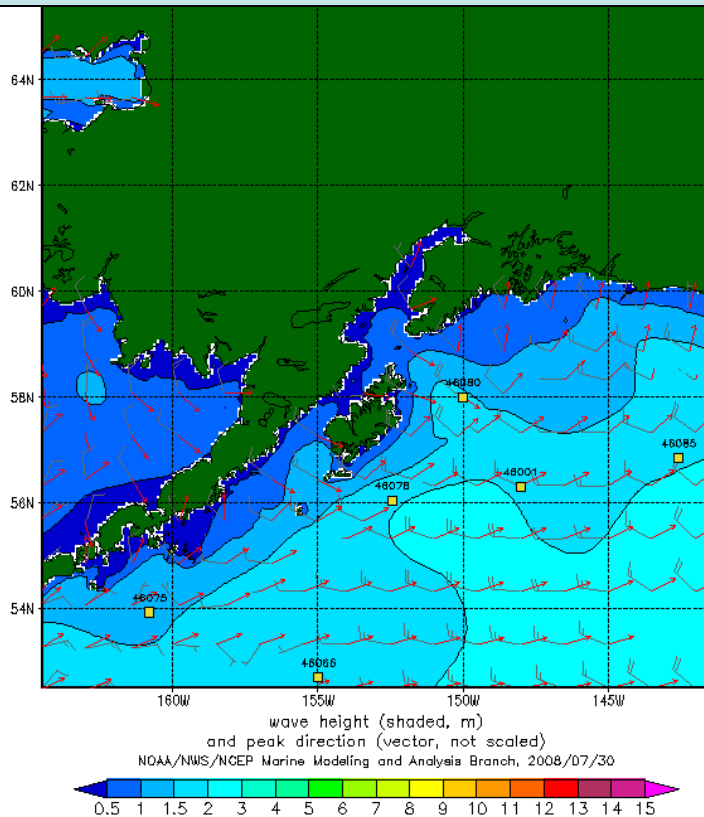 64N
62N
60N
58N
56N
54N
46080
46085
46001
46078
46075
46066
160W 155W 150W 145W
wave height (shaded, m)
and peak direction (vector, not scaled)
NOAA/NWS/NCEP Marine Modeling and Analysis Branch, 2008/07/30
0.5 1 1.5 2 3 4 5 6 7 8 9 10 11 12 13 14 15